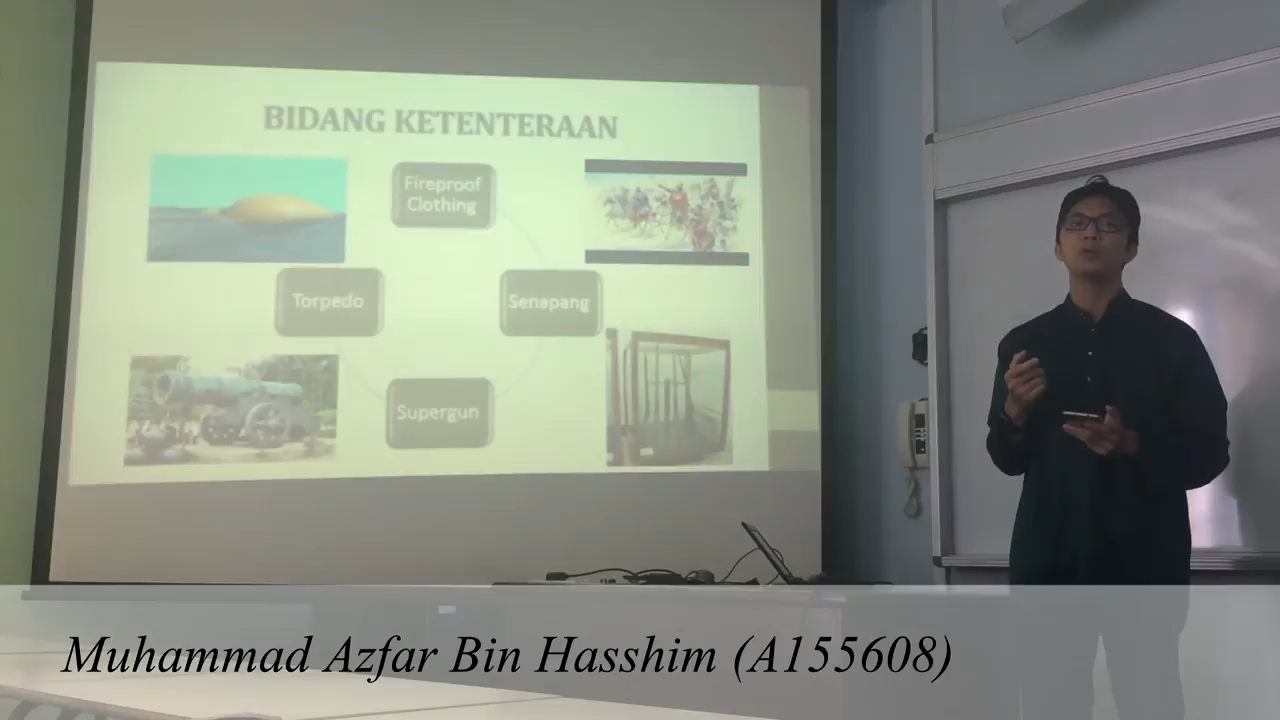 BIDANG KETENTERAAN
Fireproof
Clothing
Torpedo
Senapang
Supergun
Muhammad Azfar Bin Hasshim (A155608)